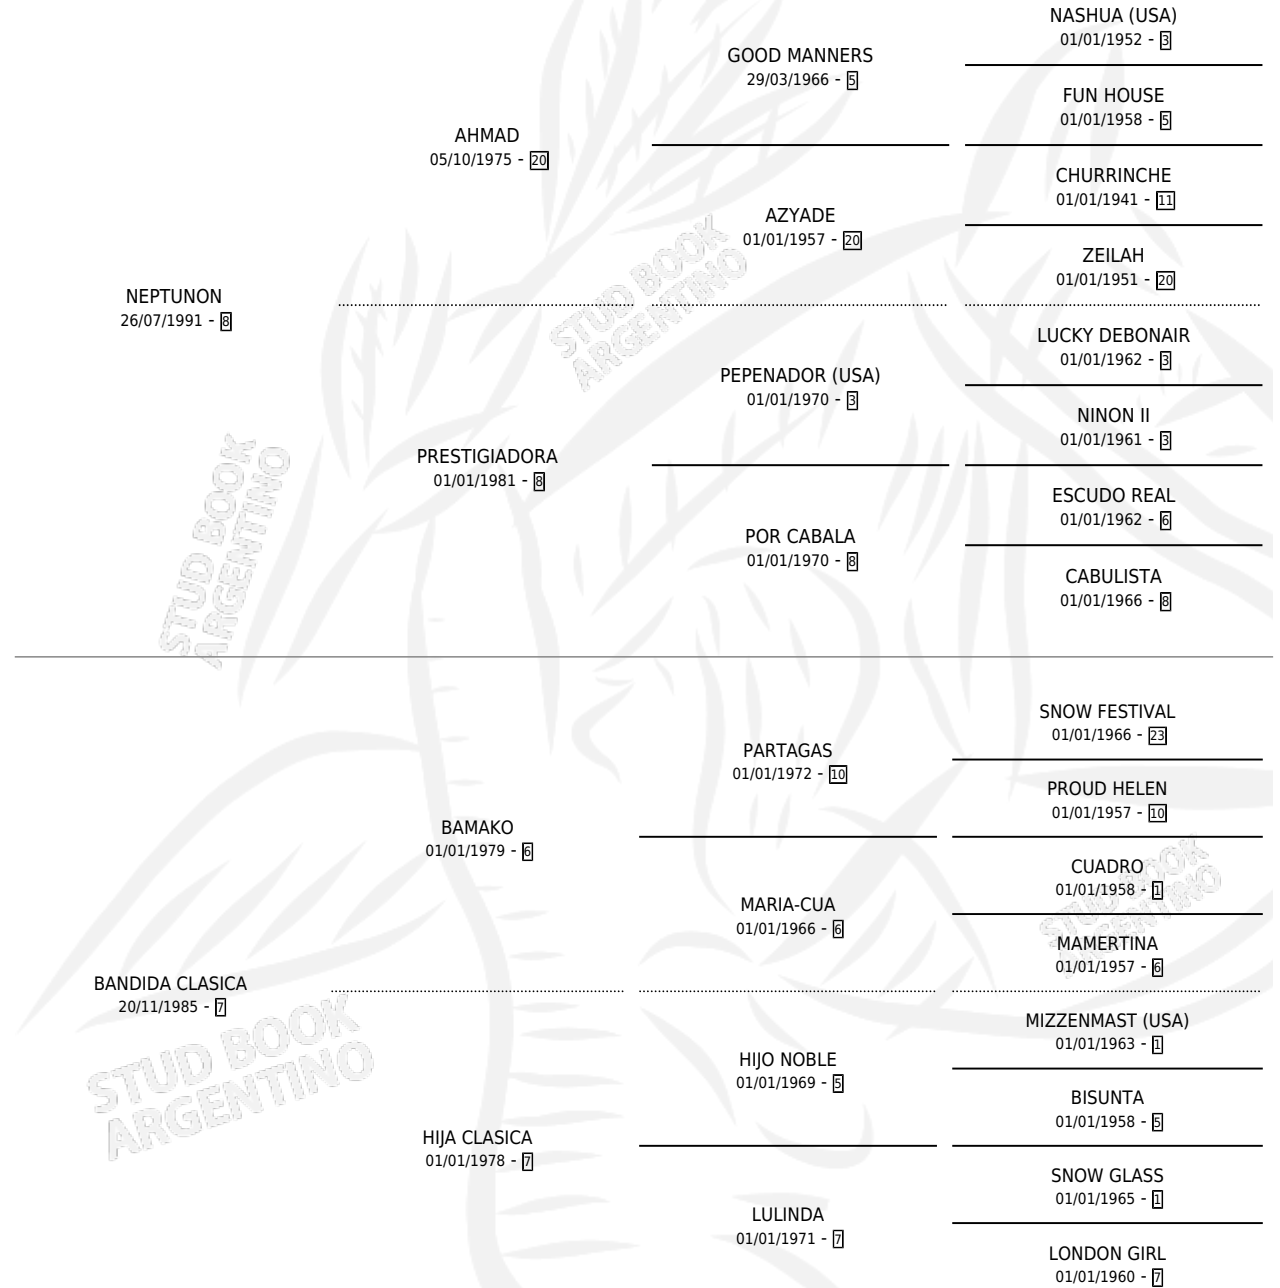 NASHUA (USA)
01/01/1952 - 3
GOOD MANNERS
29/03/1966 - 5
FUN HOUSE
01/01/1958 - 5
AHMAD
05/10/1975 - 20
CHURRINCHE
01/01/1941 - 11
AZYADE
01/01/1957 - 20
ZEILAH
01/01/1951 - 20
NEPTUNON
26/07/1991 - 8
STUD BOOK
ARGENTINO
LUCKY DEBONAIR
01/01/1962 - 3
PEPENADOR (USA)
01/01/1970 - 3
NINON II
01/01/1961 - 3
PRESTIGIADORA
01/01/1981 - 8
ESCUDO REAL
01/01/1962 - 6
POR CABALA
01/01/1970 - 8
CABULISTA
01/01/1966 - 8
STUD BOOK
ARGENTINO
SNOW FESTIVAL
01/01/1966 - 23
PARTAGAS
01/01/1972 - 10
PROUD HELEN
01/01/1957 - 10
BAMAKO
01/01/1979 - 6
CUADRO
01/01/1958 - 1
MARIA-CUA
01/01/1966 - 6
STUD BOOK
ARGENTINO
MAMERTINA
01/01/1957 - 6
BANDIDA CLASICA
20/11/1985 - 7
MIZZENMAST (USA)
01/01/1963 - 1
HIJO NOBLE
01/01/1969 - 5
STUD BOOK
ARGENTINO
BISUNTA
01/01/1958 - 5
HIJA CLASICA
01/01/1978 - 7
SNOW GLASS
01/01/1965 - 1
LULINDA
01/01/1971 - 7
LONDON GIRL
01/01/1960 - 7